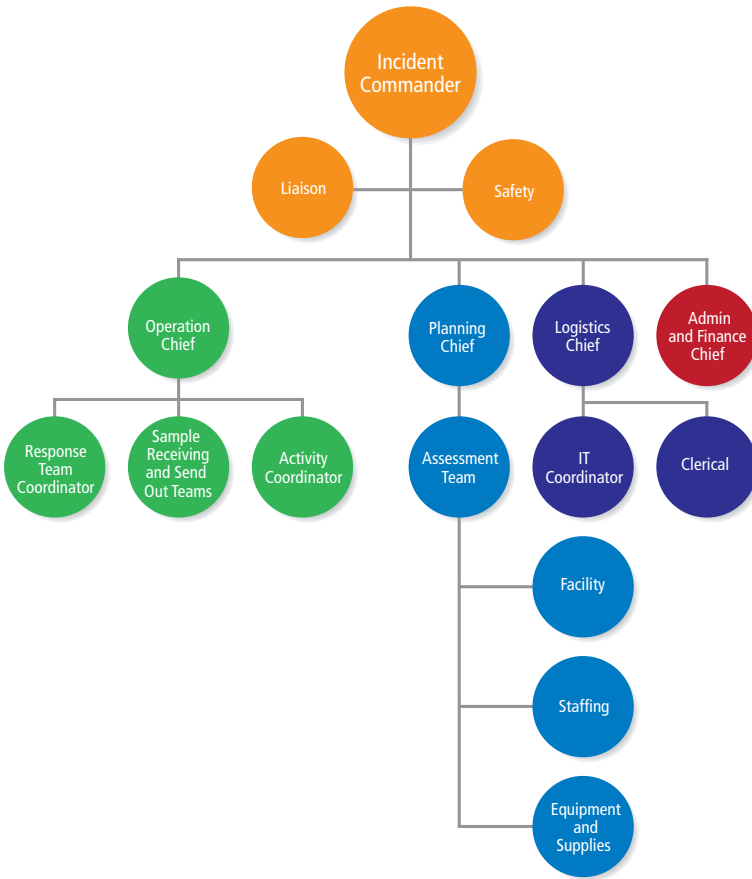 Incident
Commander
Liaison
Safety
Operation
Chief
Planning
Chief
Logistics
Chief
Admin
and Finance
Chief
Response
Team
Coordinator
Sample
Receiving
and Send
Out Teams
Activity
Coordinator
Assessment
Team
IT
Coordinator
Clerical
Facility
Staffing
Equipment
and
Supplies